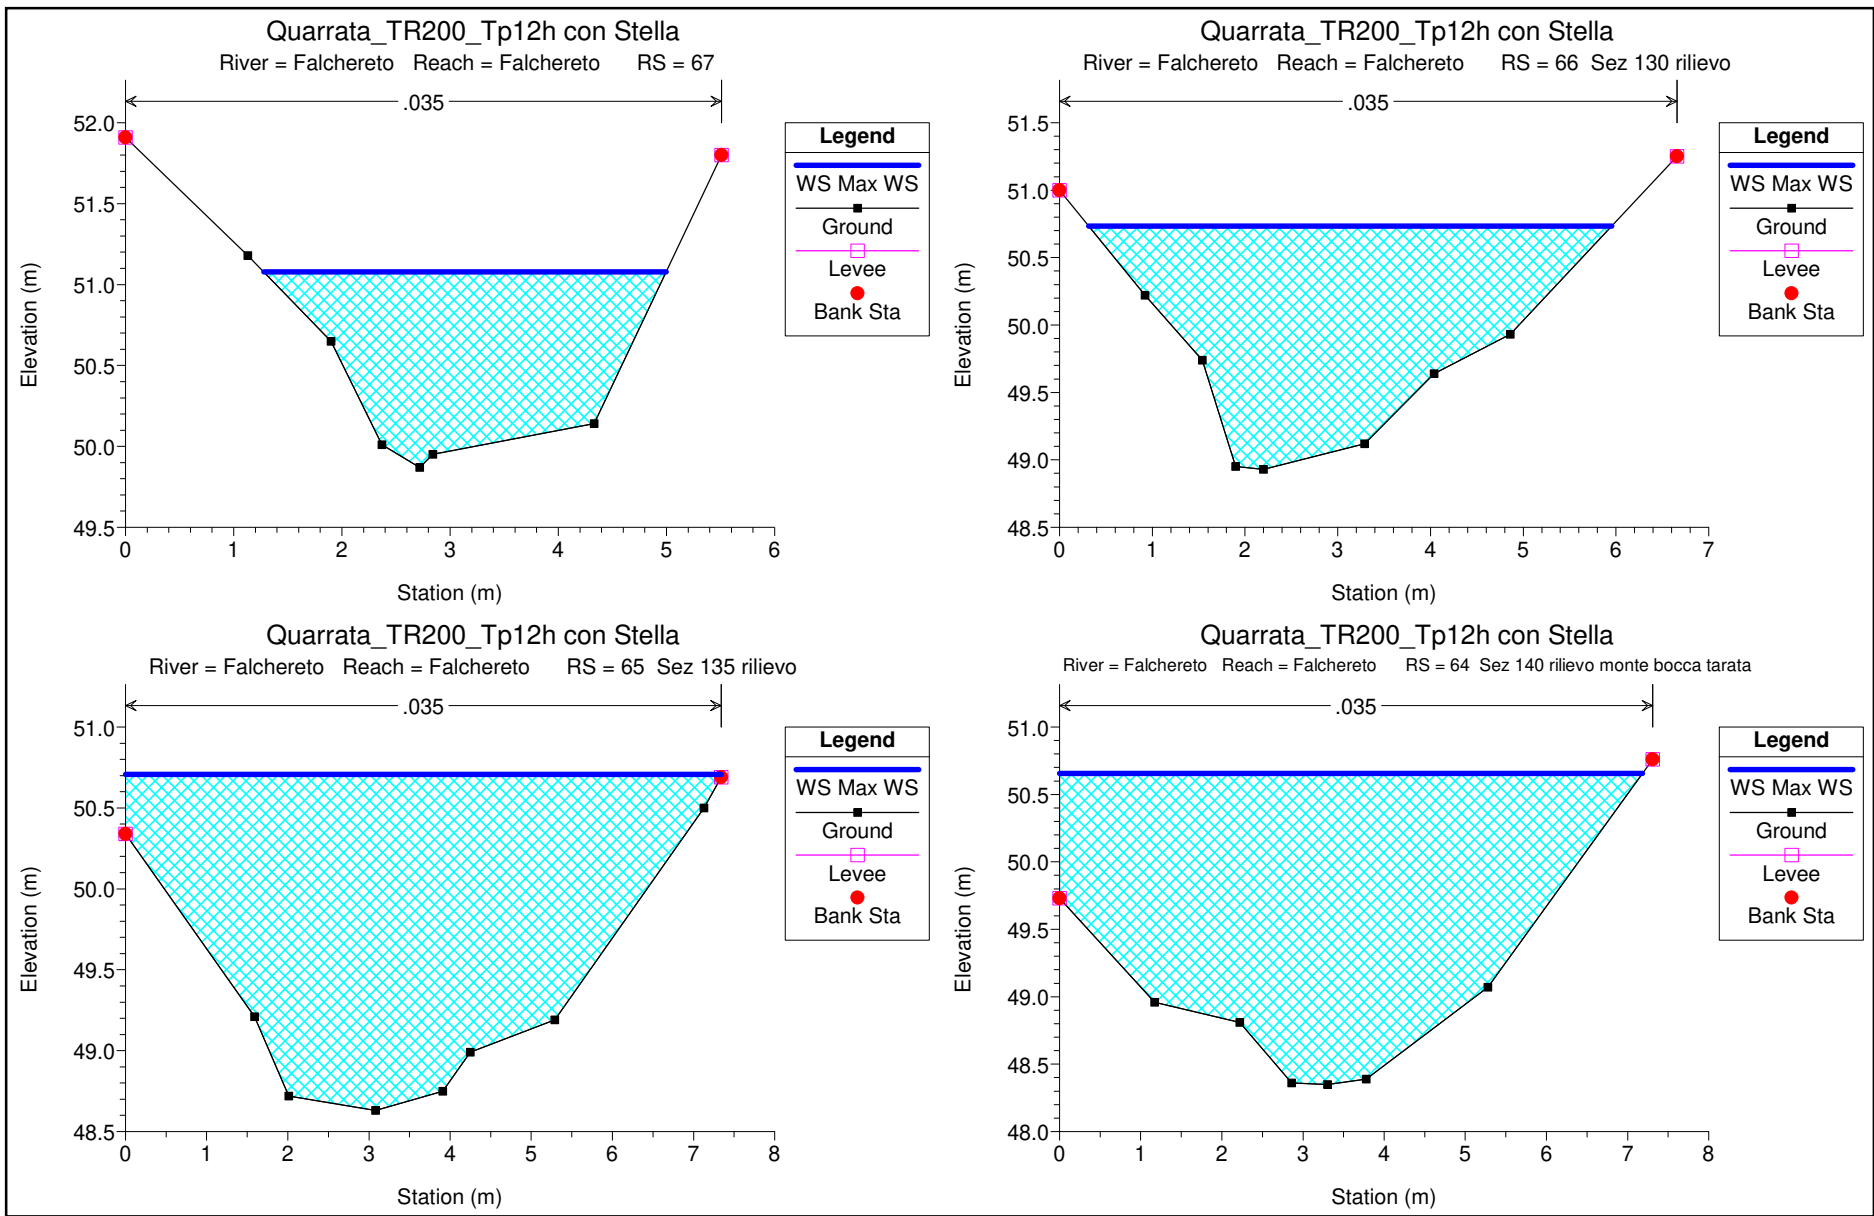 Quarrata_TR200_Tp12h con Stella
River = Falchereto Reach = Falchereto RS = 67
.035
52.0
51.5
51.0
50.5
50.0
49.5
0 1 2 3 4 5 6
Elevation (m)
Station (m)
Legend
WS Max WS
Ground
Levee
Bank Sta
Quarrata_TR200_Tp12h con Stella
River = Falchereto Reach = Falchereto RS = 66 Sez 130 rilievo
.035
51.5
51.0
50.5
50.0
49.5
49.0
48.5
0 1 2 3 4 5 6 7
Elevation (m)
Station (m)
Legend
WS Max WS
Ground
Levee
Bank Sta
Quarrata_TR200_Tp12h con Stella
River = Falchereto Reach = Falchereto RS = 65 Sez 135 rilievo
.035
51.0
50.5
50.0
49.5
49.0
48.5
0 1 2 3 4 5 6 7 8
Elevation (m)
Station (m)
Legend
WS Max WS
Ground
Levee
Bank Sta
Quarrata_TR200_Tp12h con Stella
River = Falchereto Reach = Falchereto RS = 64 Sez 140 rilievo monte bocca tarata
.035
51.0
50.5
50.0
49.5
49.0
48.5
48.0
0 1 2 3 4 5 6 7 8
Elevation (m)
Station (m)
Legend
WS Max WS
Ground
Levee
Bank Sta